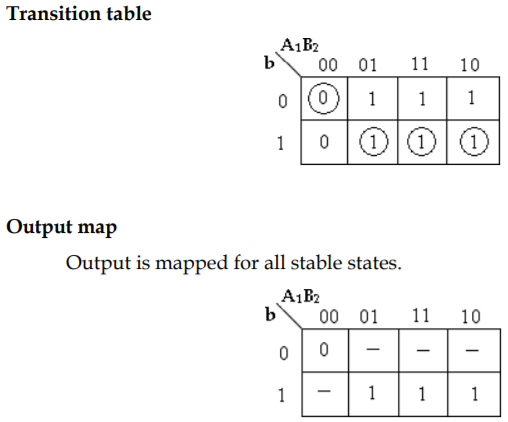 Transition table
A₁B₂
b 00 01 11 10
0 0 1 1 1
1 0 1 1 1
Output map
Output is mapped for all stable states.
A₁B₂
b 00 01 11 10
0 0 – – –
1 – 1 1 1